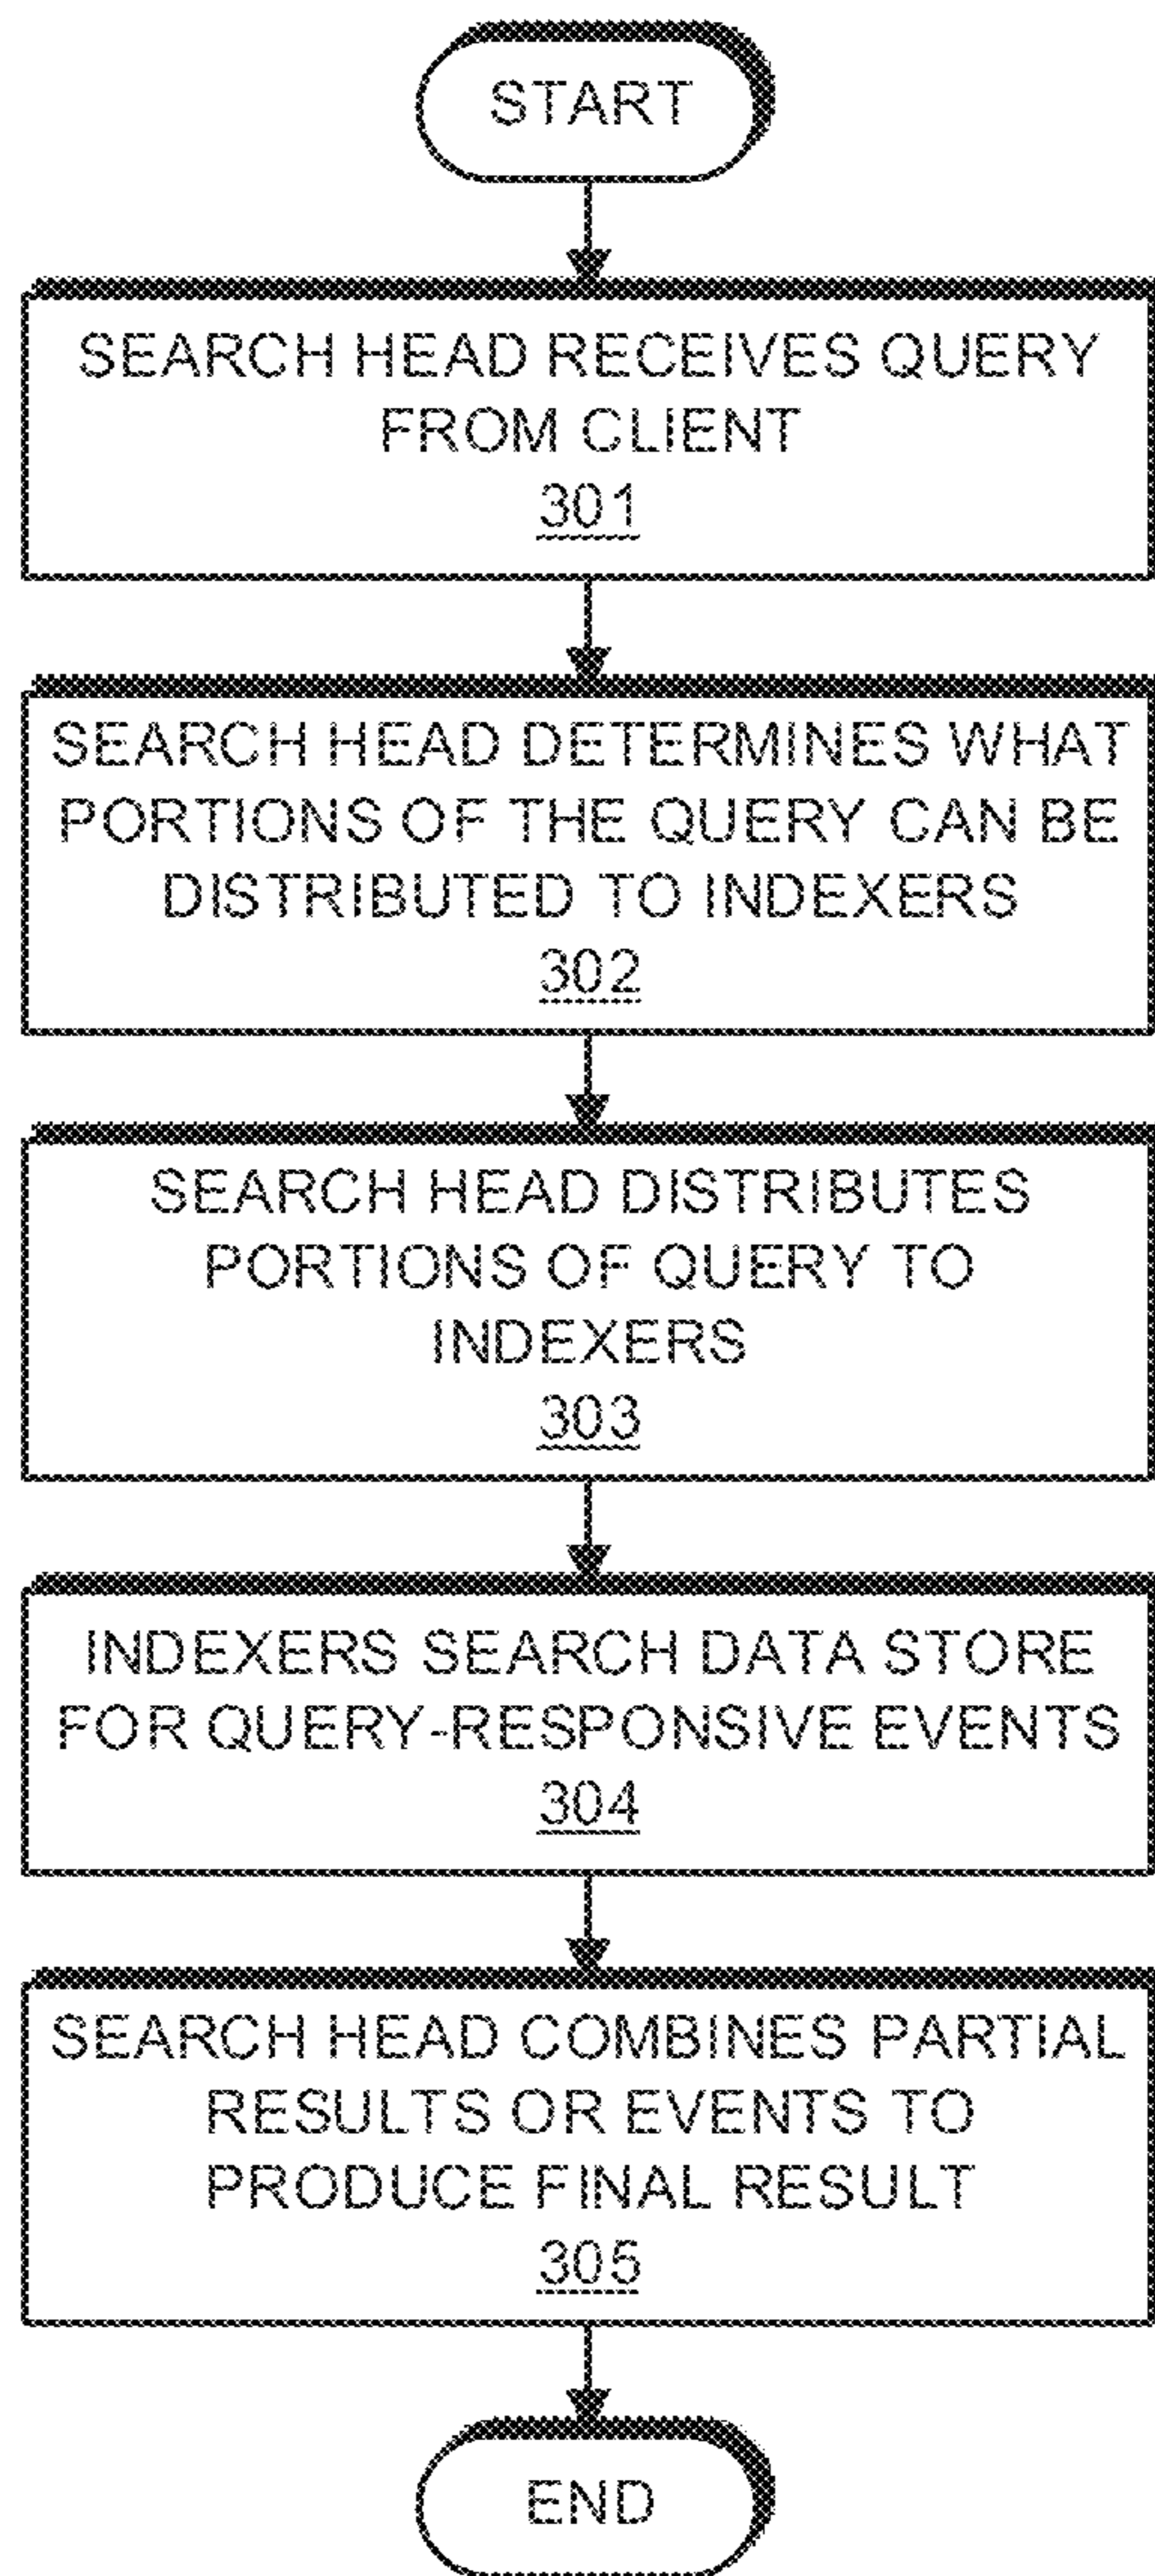 START
SEARCH HEAD RECEIVES QUERY
FROM CLIENT
301
SEARCH HEAD DETERMINES WHAT
PORTIONS OF THE QUERY CAN BE
DISTRIBUTED TO INDEXERS
302
SEARCH HEAD DISTRIBUTES
PORTIONS OF QUERY TO
INDEXERS
303
INDEXERS SEARCH DATA STORE
FOR QUERY-RESPONSIVE EVENTS
304
SEARCH HEAD COMBINES PARTIAL
RESULTS OR EVENTS TO
PRODUCE FINAL RESULT
305
END